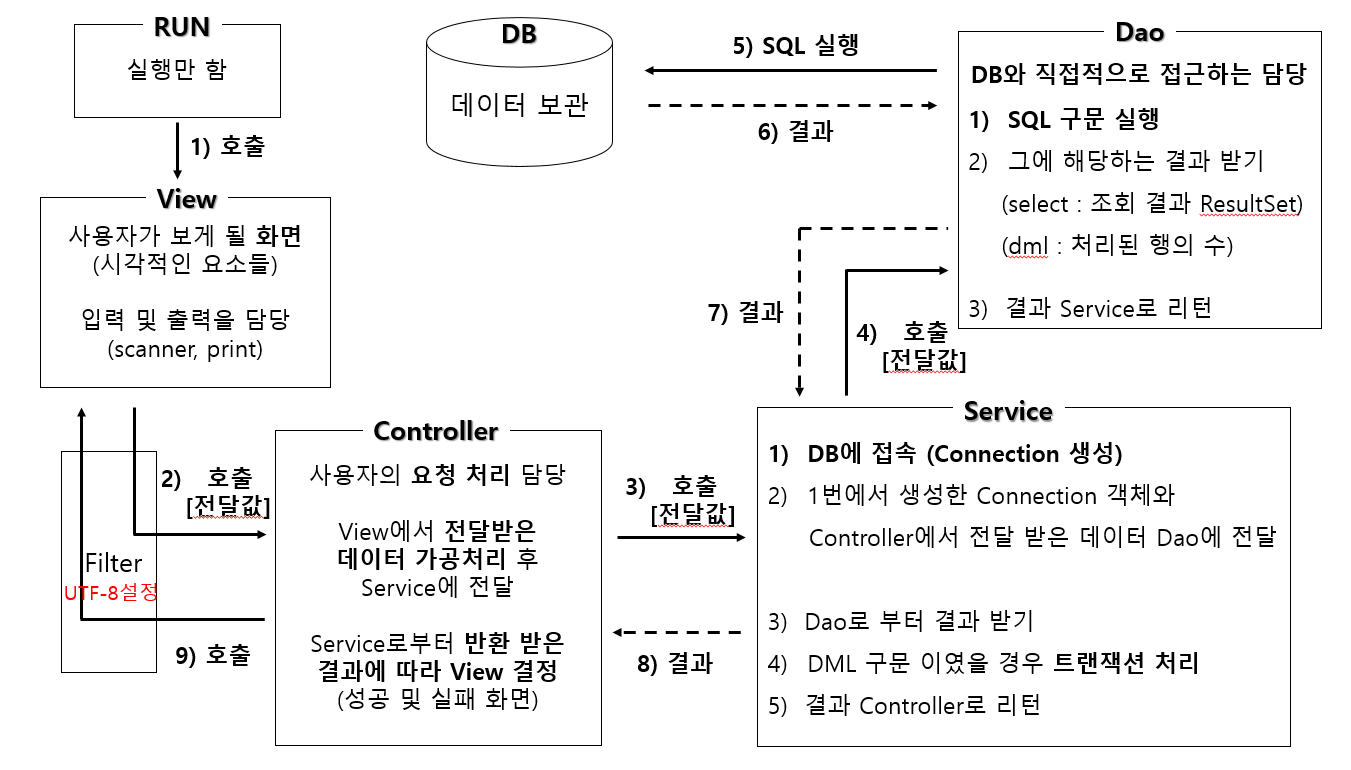 RUN
실행만 함
1) 호출
View
사용자가 보게 될 화면
(시각적인 요소들)
입력 및 출력을 담당
(scanner, print)
DB
데이터 보관
5) SQL 실행
6) 결과
Dao
DB와 직접적으로 접근하는 담당
1) SQL 구문 실행
2) 그에 해당하는 결과 받기
(select : 조회 결과 ResultSet)
(dml : 처리된 행의 수)
3) 결과 Service로 리턴
7) 결과
4) 호출
[전달값]
Filter
UTF-8설정
2) 호출
[전달값]
9) 호출
Controller
사용자의 요청 처리 담당
View에서 전달받은
데이터 가공처리 후
Service에 전달
Service로부터 반환 받은
결과에 따라 View 결정
(성공 및 실패 화면)
3) 호출
[전달값]
8) 결과
Service
1) DB에 접속 (Connection 생성)
2) 1번에서 생성한 Connection 객체와
Controller에서 전달 받은 데이터 Dao에 전달
3) Dao로 부터 결과 받기
4) DML 구문 이였을 경우 트랜잭션 처리
5) 결과 Controller로 리턴